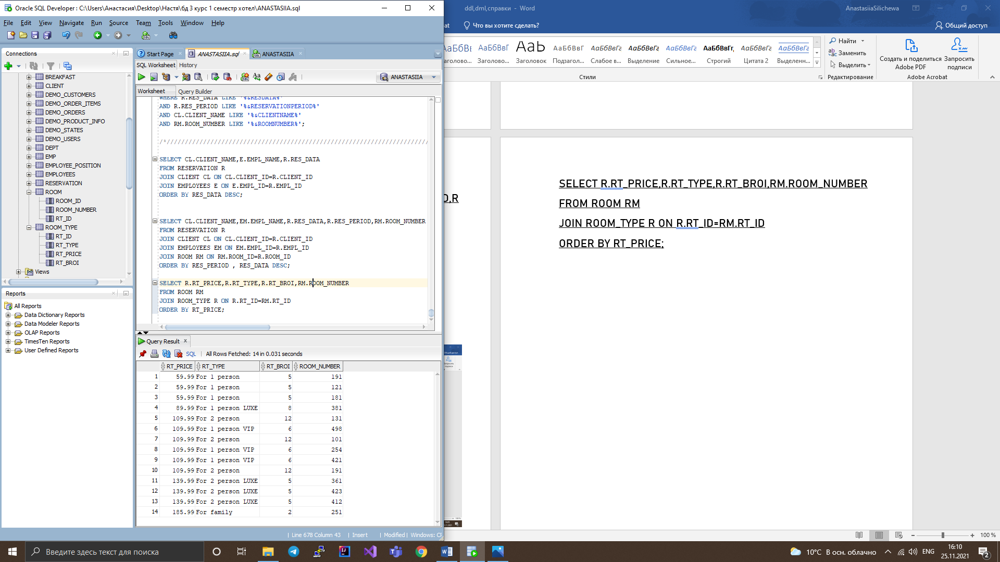 Oracle SQL Developer : C:\Users\Анастасия\Desktop\Настя\бд 3 курс 1 семестр хотел\ANASTASIIA.sql
File Edit View Navigate Run Source Team Tools Window Help
Connections
BREAKFAST
CLIENT
DEMO_CUSTOMERS
DEMO_ORDER_ITEMS
DEMO_ORDERS
DEMO_PRODUCT_INFO
DEMO_STATES
DEMO_USERS
DEPT
EMP
EMPLOYEE_POSITION
EMPLOYEES
RESERVATION
ROOM
ROOM_ID
ROOM_NUMBER
RT_ID
ROOM_TYPE
RT_ID
RT_TYPE
RT_PRICE
RT_BROI
Views
Reports
All Reports
Data Dictionary Reports
Data Modeler Reports
OLAP Reports
TimesTen Reports
User Defined Reports
Start Page ANASTASIIA.sql ANASTASIIA
SQL Worksheet History
ANASTASIIA
Worksheet Query Builder
WHERE R.RES_DATA LIKE '%&RESDATA%'
AND R.RES_PERIOD LIKE '%&RESERVATIONPERIOD%'
AND CL.CLIENT_NAME LIKE '%&CLIENTNAME%'
AND RM.ROOM_NUMBER LIKE '%&ROOMNUMBER%';
/*////////////////////////////////////////////////////////////////////////
SELECT CL.CLIENT_NAME,E.EMPL_NAME,R.RES_DATA
FROM RESERVATION R
JOIN CLIENT CL ON CL.CLIENT_ID=R.CLIENT_ID
JOIN EMPLOYEES E ON E.EMPL_ID=R.EMPL_ID
ORDER BY RES_DATA DESC;
SELECT CL.CLIENT_NAME,EM.EMPL_NAME,R.RES_DATA,R.RES_PERIOD,RM.ROOM_NUMBER
FROM RESERVATION R
JOIN CLIENT CL ON CL.CLIENT_ID=R.CLIENT_ID
JOIN EMPLOYEES EM ON EM.EMPL_ID=R.EMPL_ID
JOIN ROOM RM ON RM.ROOM_ID=R.ROOM_ID
ORDER BY RES_PERIOD , RES_DATA DESC;
SELECT R.RT_PRICE,R.RT_TYPE,R.RT_BROI,RM.ROOM_NUMBER
FROM ROOM RM
JOIN ROOM_TYPE R ON R.RT_ID=RM.RT_ID
ORDER BY RT_PRICE;
Query Result
SQL All Rows Fetched: 14 in 0.031 seconds
RT_PRICE RT_TYPE RT_BROI ROOM_NUMBER
1 59.99 For 1 person 5 191
2 59.99 For 1 person 5 121
3 59.99 For 1 person 5 181
4 89.99 For 1 person LUXE 8 381
5 109.99 For 2 person 12 131
6 109.99 For 1 person VIP 6 498
7 109.99 For 2 person 12 101
8 109.99 For 1 person VIP 6 254
9 109.99 For 1 person VIP 6 421
10 109.99 For 2 person 12 191
11 139.99 For 2 person LUXE 5 361
12 139.99 For 2 person LUXE 5 423
13 139.99 For 2 person LUXE 5 412
14 185.99 For family 2 251
Line 678 Column 43 Insert Modified Windows: CF
ddl,dml,справки - Word
AnastasiiaSilichewa
at Что вы хотите сделать?
Общий доступ
АаБбВг АаБбВвГ Aab АаБбВвГ АаБбВвГг АаБбВвГг АаБбВвГг АаБбВвГг, АаБбВвГг АаБбВвГг
аголово... Заголово... Заголовок Подзагол... Слабое в... Выделение Сильное... Строгий Цитата 2 Выделенн...
Стили
Найти
Заменить
Выделить
Редактирование
Создать и поделиться Adobe PDF
Запросить подписи
Adobe Acrobat
D,R
SELECT R.RT_PRICE,R.RT_TYPE,R.RT_BROI,RM.ROOM_NUMBER
FROM ROOM RM
JOIN ROOM_TYPE R ON R.RT_ID=RM.RT_ID
ORDER BY RT_PRICE;
100 %
Введите здесь текст для поиска
10°C В осн. облачно
ENG
16:10
25.11.2021
2